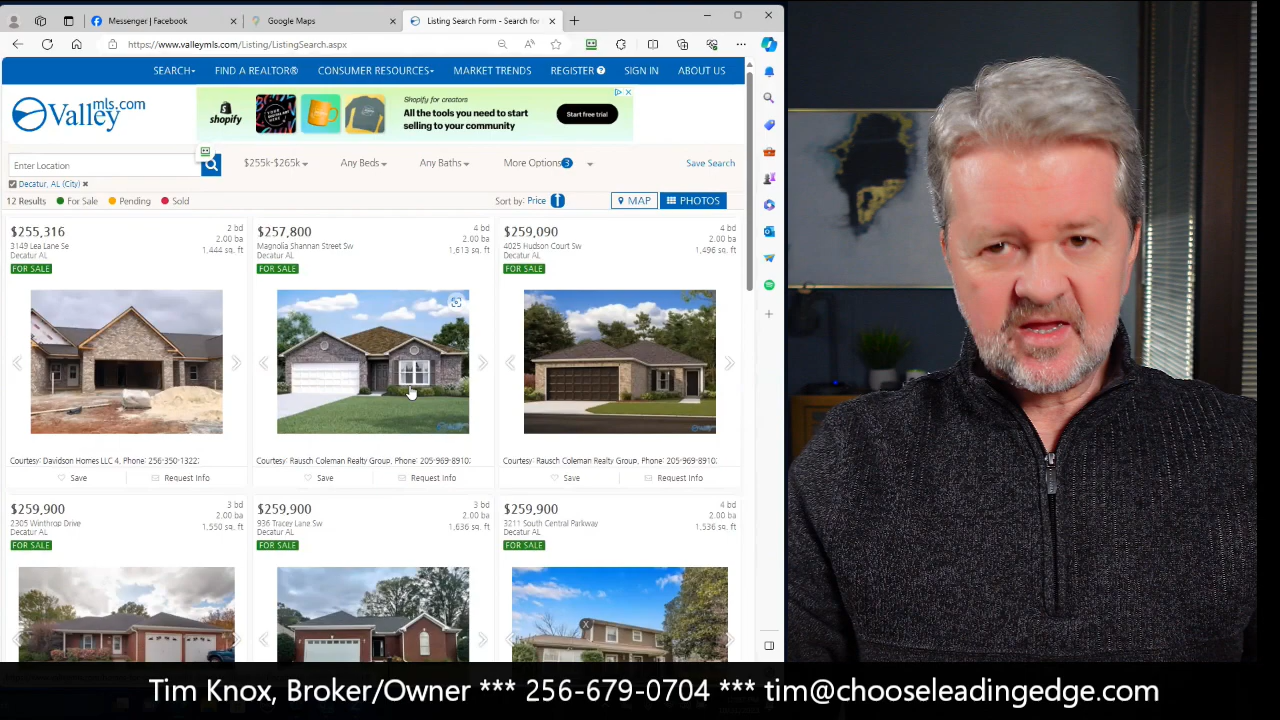 Messenger | Facebook
Google Maps
Listing Search Form - Search for
https://www.valleymls.com/Listing/ListingSearch.aspx
SEARCH
FIND A REALTOR®
CONSUMER RESOURCES
MARKET TRENDS
REGISTER
SIGN IN
ABOUT US
Valley mls.com
shopify
Shopify for creators
All the tools you need to start
selling to your community
Start free trial
Enter Location
$255k-$265k
Any Beds
Any Baths
More Options 3
Save Search
Decatur, AL (City)
12 Results
For Sale
Pending
Sold
Sort by: Price
MAP
PHOTOS
$255,316
2 bd
3149 Lea Lane Se
2.00 ba
Decatur AL
1,444 sq. ft
FOR SALE
$257,800
4 bd
Magnolia Shannan Street Sw
2.00 ba
Decatur AL
1,613 sq. ft
FOR SALE
$259,090
4 bd
4025 Hudson Court Sw
2.00 ba
Decatur AL
1,496 sq. ft
FOR SALE
Courtesy: Davidson Homes LLC 4, Phone: 256-350-1322;
Courtesy: Rausch Coleman Realty Group, Phone: 205-969-8910;
Courtesy: Rausch Coleman Realty Group, Phone: 205-969-8910;
Save
Request Info
Save
Request Info
Save
Request Info
$259,900
3 bd
2305 Winthrop Drive
2.00 ba
Decatur AL
1,550 sq. ft
FOR SALE
$259,900
3 bd
936 Tracey Lane Sw
2.00 ba
Decatur AL
1,636 sq. ft
FOR SALE
$259,900
4 bd
3211 South Central Parkway
2.00 ba
Decatur AL
1,536 sq. ft
FOR SALE
Tim Knox, Broker/Owner *** 256-679-0704 *** tim@chooseleadingedge.com